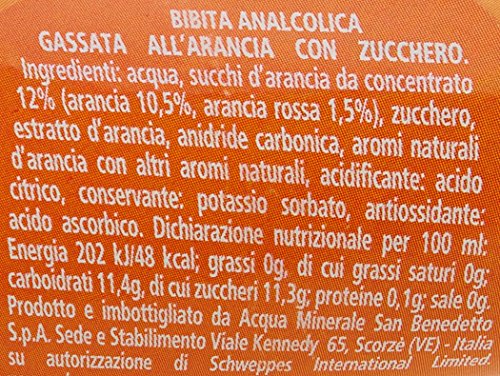 BIBITA ANALCOLICA
GASSATA ALL'ARANCIA CON ZUCCHERO.
Ingredienti: acqua, succhi d'arancia da concentrato
12% (arancia 10,5%, arancia rossa 1,5%), zucchero,
estratto d'arancia, anidride carbonica, aromi naturali
d'arancia con altri aromi naturali, acidificante: acido
citrico, conservante: potassio sorbato, antiossidante:
acido ascorbico. Dichiarazione nutrizionale per 100 ml:
Energia 202 kJ/48 kcal, grassi 0g, di cui grassi saturi 0g;
carboidrati 11,4g, di cui zuccheri 11,3g; proteine 0,1g; sale 0g.
Prodotto e imbottigliato da Acqua Minerale San Benedetto
S.p.A. Sede e Stabilimento Viale Kennedy 65, Scorzè (VE) - Italia
su autorizzazione di Schweppes International Limited.